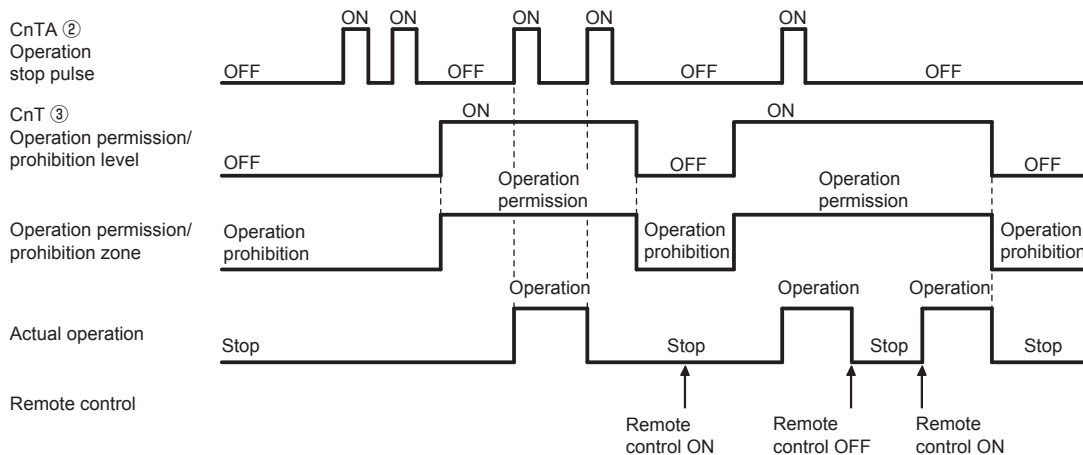 CnTA ②
Operation
stop pulse
ON ON ON ON ON
OFF OFF OFF OFF
CnT ③
Operation permission/
prohibition level
ON ON
OFF OFF OFF
Operation permission/
prohibition zone
Operation
prohibition
Operation
permission
Operation
prohibition
Operation
permission
Operation
prohibition
Actual operation
Operation Operation Operation
Stop Stop Stop Stop
Remote control
Remote
control ON
Remote
control OFF
Remote
control ON